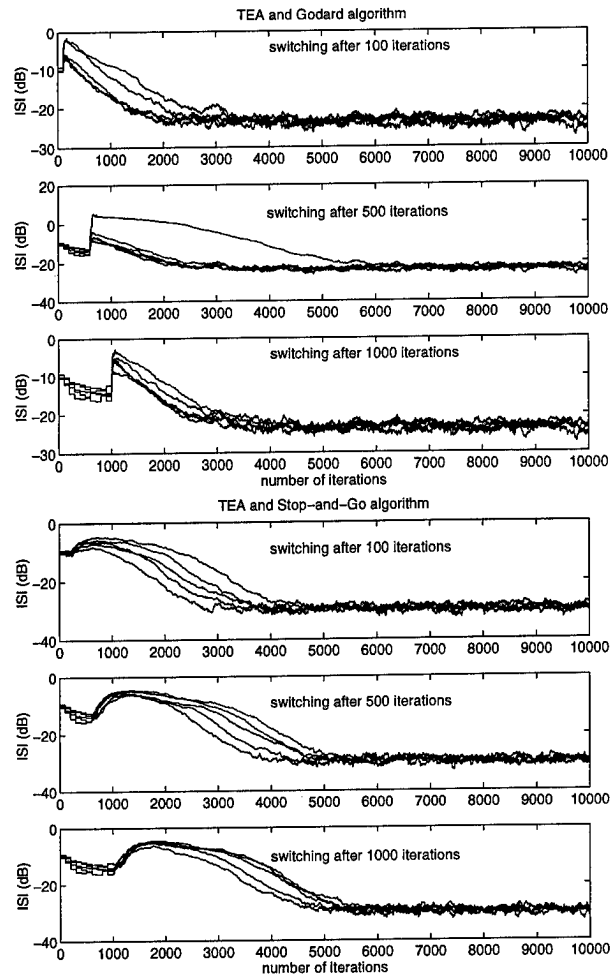 TEA and Godard algorithm
0
switching after 100 iterations
−10
ISI (dB)
−20
−30
0 1000 2000 3000 4000 5000 6000 7000 8000 9000 10000
20
switching after 500 iterations
0
ISI (dB)
−20
−40
0 1000 2000 3000 4000 5000 6000 7000 8000 9000 10000
0
switching after 1000 iterations
−10
ISI (dB)
−20
−30
0 1000 2000 3000 4000 5000 6000 7000 8000 9000 10000
number of iterations
TEA and Stop−and−Go algorithm
0
switching after 100 iterations
ISI (dB)
−20
−40
0 1000 2000 3000 4000 5000 6000 7000 8000 9000 10000
0
switching after 500 iterations
ISI (dB)
−20
−40
0 1000 2000 3000 4000 5000 6000 7000 8000 9000 10000
0
switching after 1000 iterations
ISI (dB)
−20
−40
0 1000 2000 3000 4000 5000 6000 7000 8000 9000 10000
number of iterations